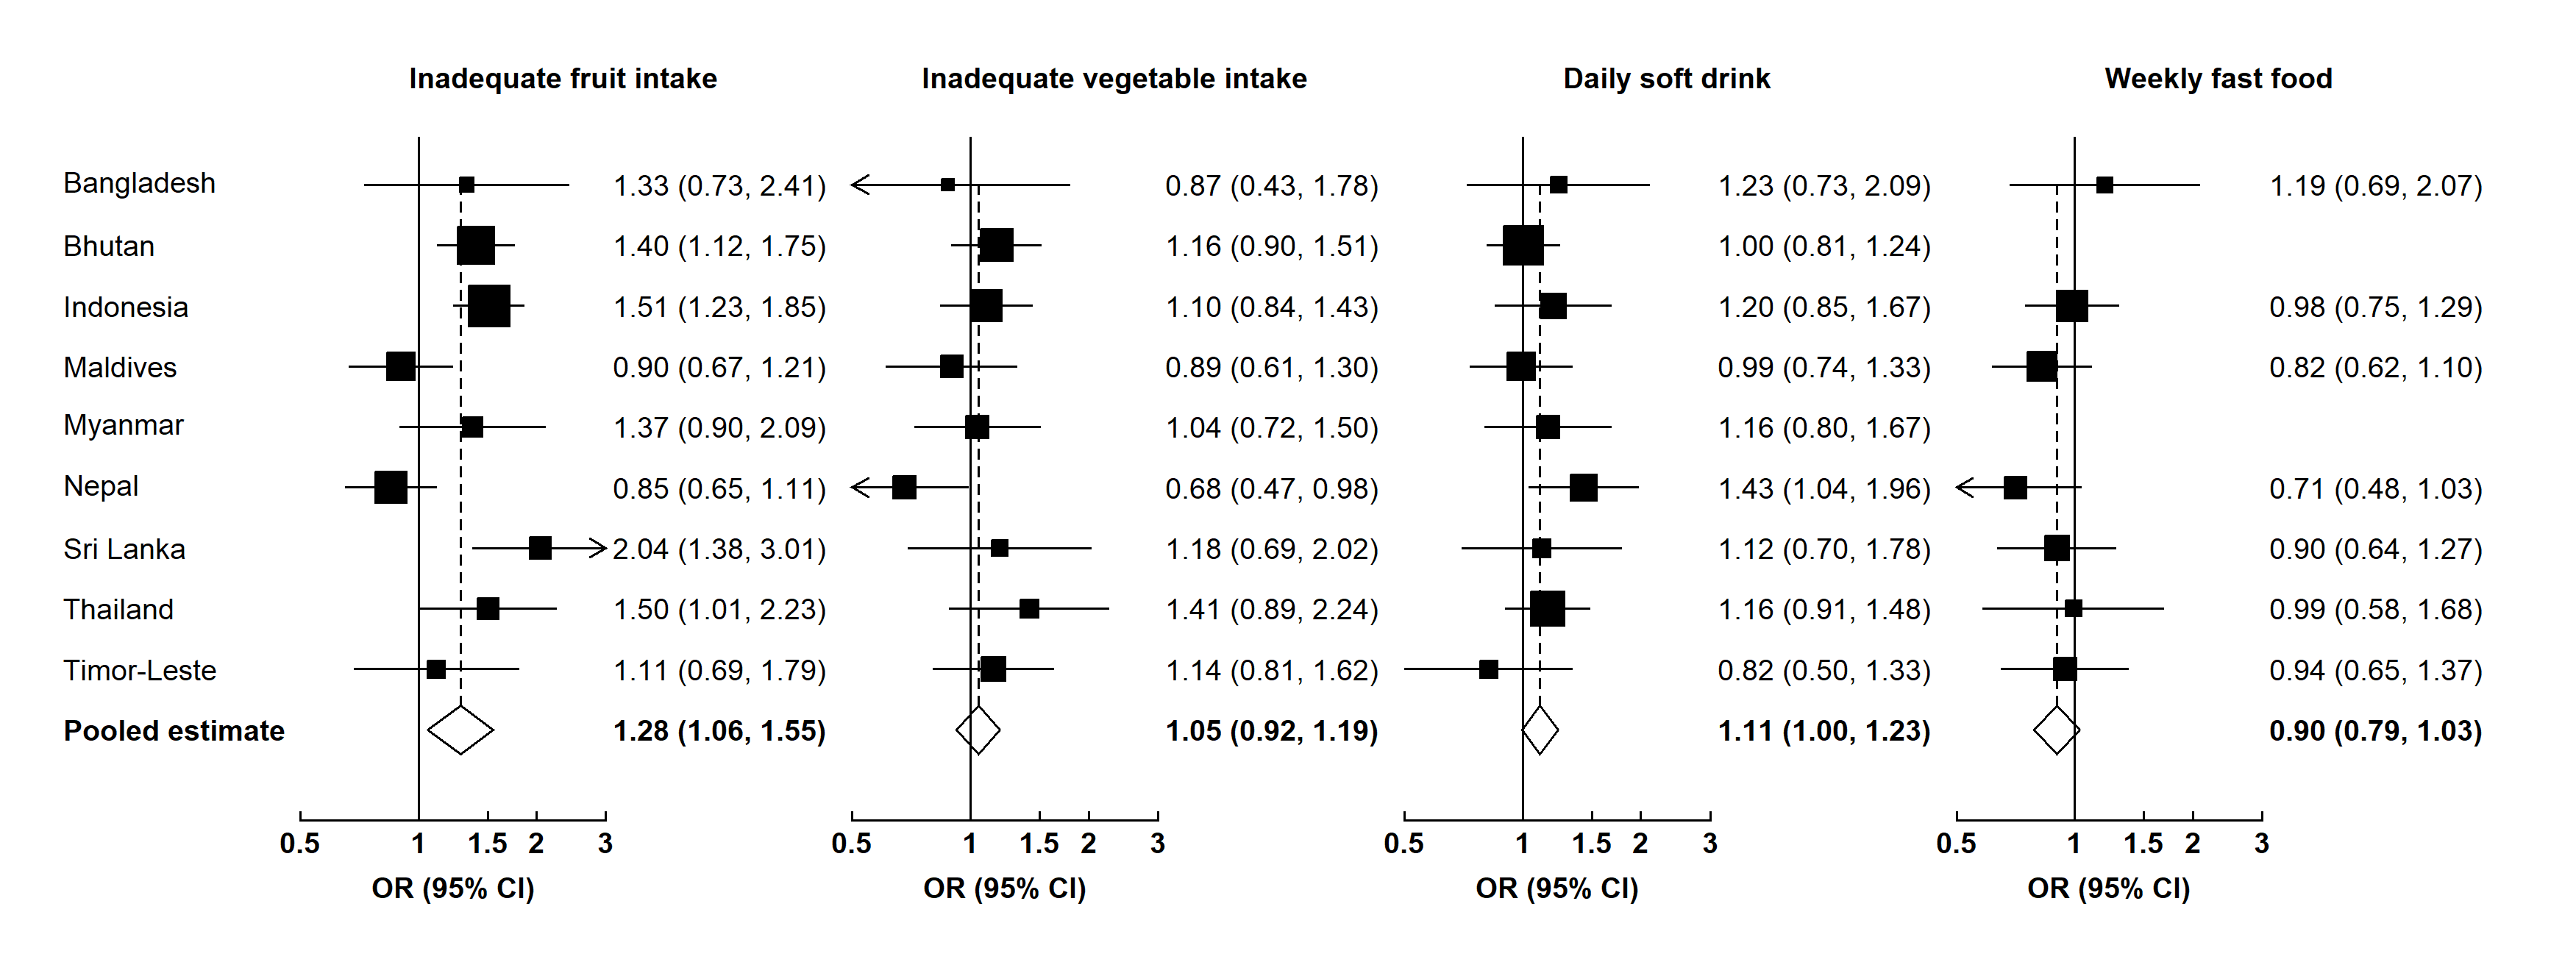 Inadequate fruit intake Inadequate vegetable intake Daily soft drink Weekly fast food
Bangladesh 1.33 (0.73, 2.41) 0.87 (0.43, 1.78) 1.23 (0.73, 2.09) 1.19 (0.69, 2.07)
Bhutan 1.40 (1.12, 1.75) 1.16 (0.90, 1.51) 1.00 (0.81, 1.24)
Indonesia 1.51 (1.23, 1.85) 1.10 (0.84, 1.43) 1.20 (0.85, 1.67) 0.98 (0.75, 1.29)
Maldives 0.90 (0.67, 1.21) 0.89 (0.61, 1.30) 0.99 (0.74, 1.33) 0.82 (0.62, 1.10)
Myanmar 1.37 (0.90, 2.09) 1.04 (0.72, 1.50) 1.16 (0.80, 1.67)
Nepal 0.85 (0.65, 1.11) 0.68 (0.47, 0.98) 1.43 (1.04, 1.96) 0.71 (0.48, 1.03)
Sri Lanka 2.04 (1.38, 3.01) 1.18 (0.69, 2.02) 1.12 (0.70, 1.78) 0.90 (0.64, 1.27)
Thailand 1.50 (1.01, 2.23) 1.41 (0.89, 2.24) 1.16 (0.91, 1.48) 0.99 (0.58, 1.68)
Timor-Leste 1.11 (0.69, 1.79) 1.14 (0.81, 1.62) 0.82 (0.50, 1.33) 0.94 (0.65, 1.37)
Pooled estimate 1.28 (1.06, 1.55) 1.05 (0.92, 1.19) 1.11 (1.00, 1.23) 0.90 (0.79, 1.03)
0.5 1 1.5 2 3 0.5 1 1.5 2 3 0.5 1 1.5 2 3 0.5 1 1.5 2 3
OR (95% CI) OR (95% CI) OR (95% CI) OR (95% CI)